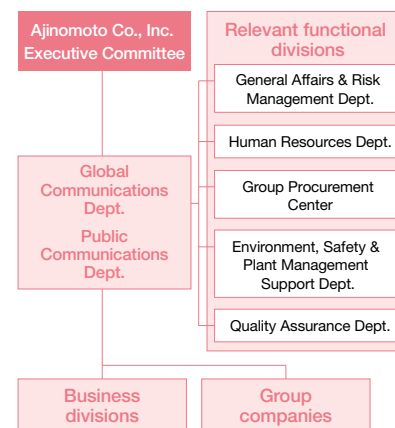 Ajinomoto Co., Inc.
Executive Committee
Relevant functional
divisions
General Affairs & Risk
Management Dept.
Human Resources Dept.
Group Procurement
Center
Environment, Safety &
Plant Management
Support Dept.
Quality Assurance Dept.
Global
Communications
Dept.
Public
Communications
Dept.
Business
divisions
Group
companies